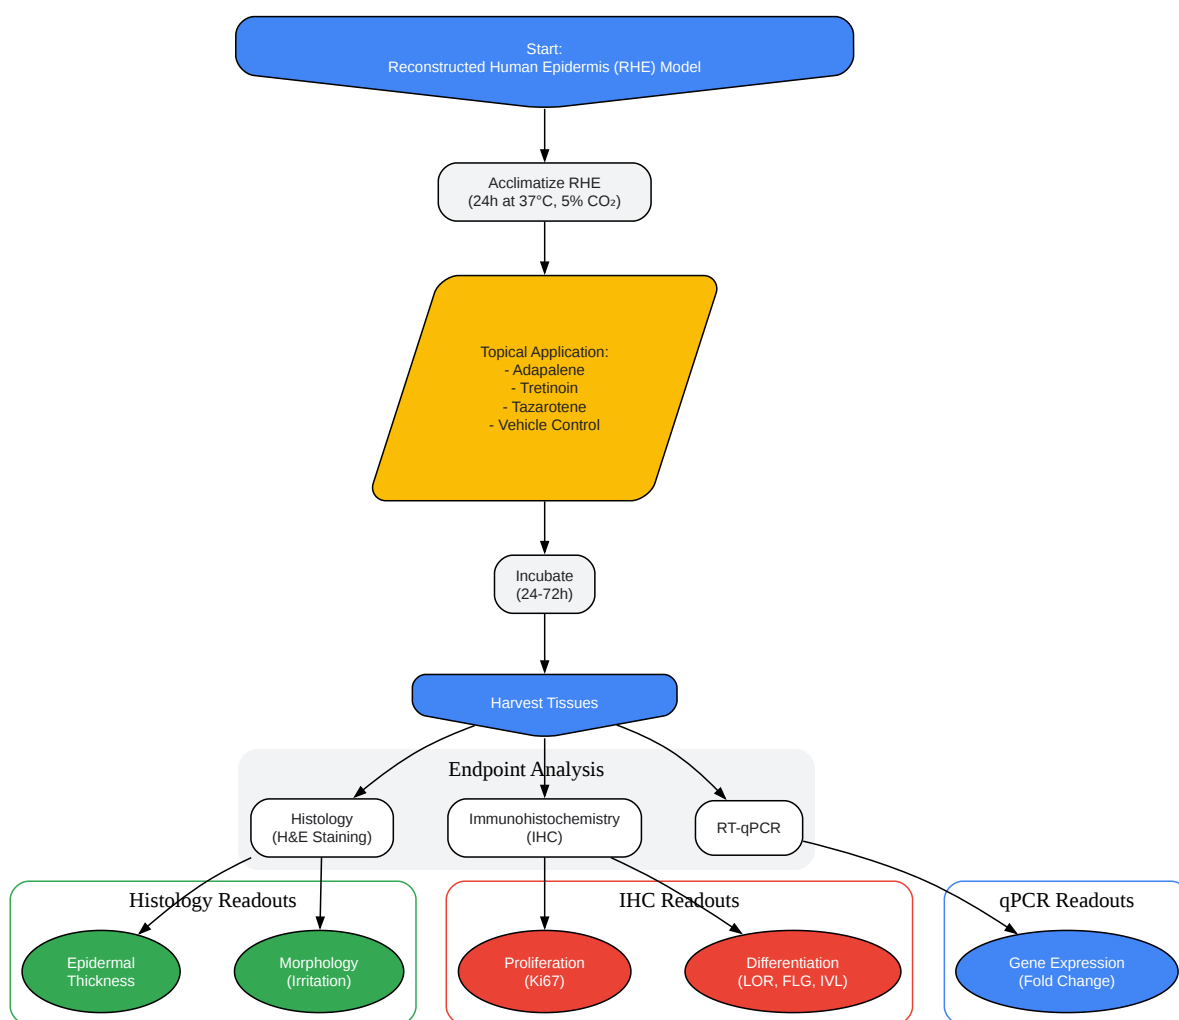 Start:
Reconstructed Human Epidermis (RHE) Model
Acclimatize RHE
(24h at 37°C, 5% CO₂)
Topical Application:
- Adapalene
- Tretinoin
- Tazarotene
- Vehicle Control
Incubate
(24-72h)
Harvest Tissues
Endpoint Analysis
Histology
(H&E Staining)
Immunohistochemistry
(IHC)
RT-qPCR
Histology Readouts
IHC Readouts
qPCR Readouts
Epidermal
Thickness
Morphology
(Irritation)
Proliferation
(Ki67)
Differentiation
(LOR, FLG, IVL)
Gene Expression
(Fold Change)